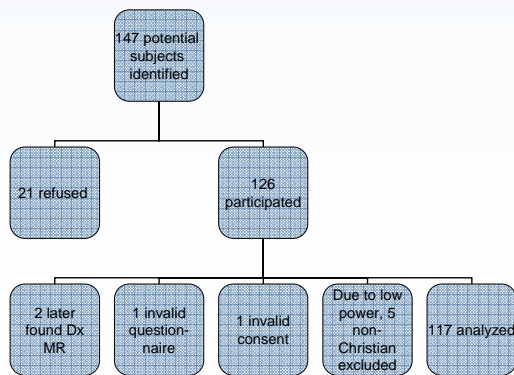 147 potential
subjects
identified
21 refused
126
participated
2 later
found Dx
MR
1 invalid
question-
naire
1 invalid
consent
Due to low
power, 5
non-
Christian
excluded
117 analyzed